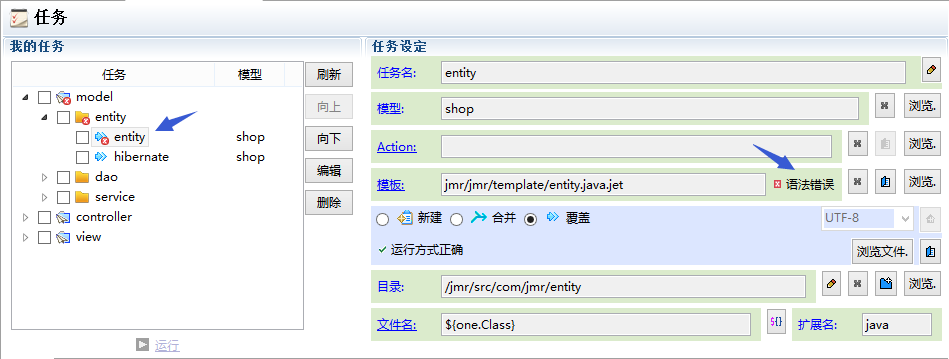 任务
我的任务
任务 模型
model
entity
entity shop
hibernate shop
dao
service
controller
view
刷新
向上
向下
编辑
删除
运行
任务设定
任务名: entity
模型: shop 浏览.
Action:
模板: jmr/jmr/template/entity.java.jet 语法错误 浏览.
新建 合并 覆盖 UTF-8
运行方式正确 浏览文件.
目录: /jmr/src/com/jmr/entity 浏览.
文件名: ${one.Class} ${} 扩展名: java